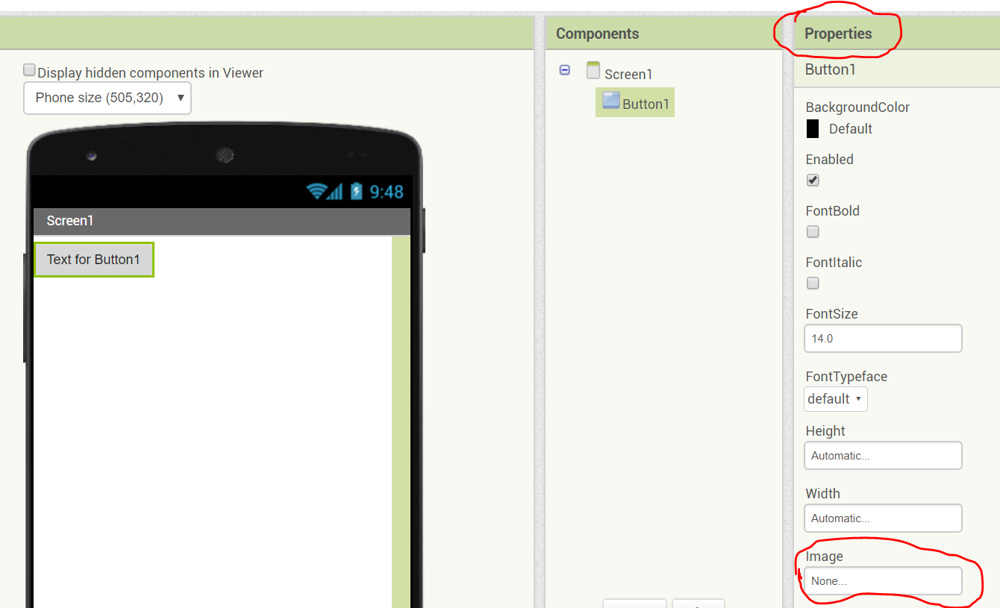 Components
Properties
Display hidden components in Viewer
Phone size (505,320)
9:48
Screen1
Text for Button1
Screen1
Button1
Button1
BackgroundColor
Default
Enabled
FontBold
FontItalic
FontSize
14.0
FontTypeface
default
Height
Automatic...
Width
Automatic...
Image
None...